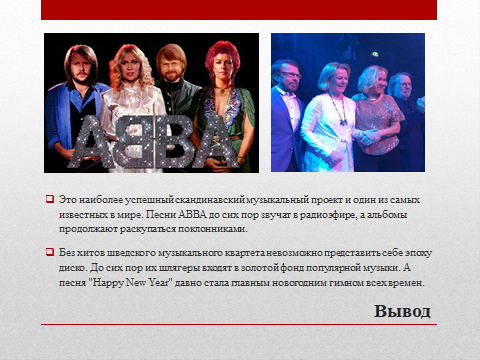 ABBA
Это наиболее успешный скандинавский музыкальный проект и один из самых
известных в мире. Песни ABBA до сих пор звучат в радиоэфире, а альбомы
продолжают раскупаться поклонниками.
Без хитов шведского музыкального квартета невозможно представить себе эпоху
диско. До сих пор их шлягеры входят в золотой фонд популярной музыки. А
песня "Happy New Year" давно стала главным новогодним гимном всех времен.
Вывод